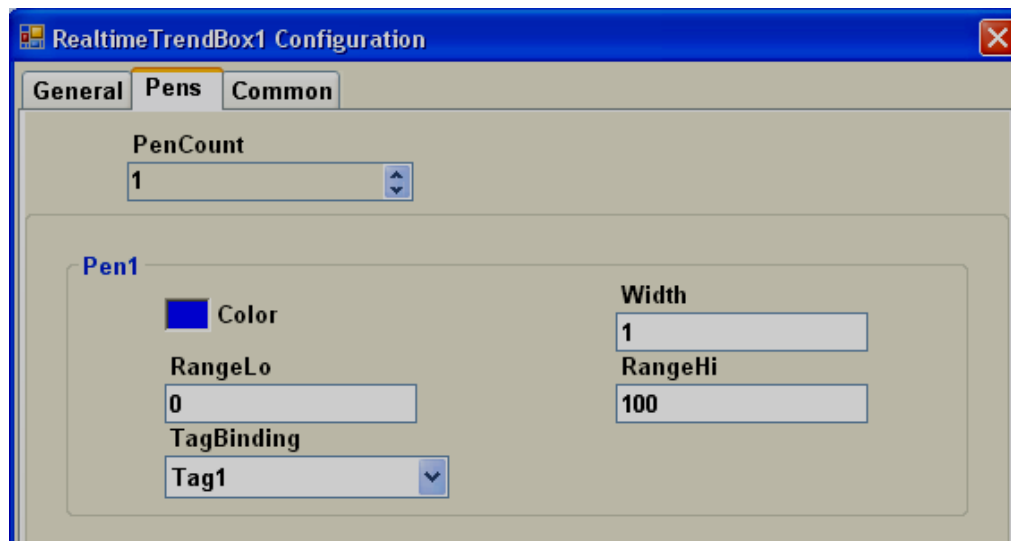 RealtimeTrendBox1 Configuration
General Pens Common
PenCount
1
Pen1
Color
Width
1
RangeLo
RangeHi
0
100
TagBinding
Tag1